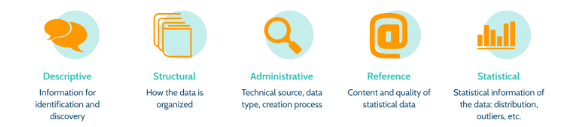 Descriptive
Information for
identification and
discovery
Structural
How the data is
organized
Administrative
Technical source, data
type, creation process
Reference
Content and quality of
statistical data
Statistical
Statistical information of
the data: distribution,
outliers, etc.